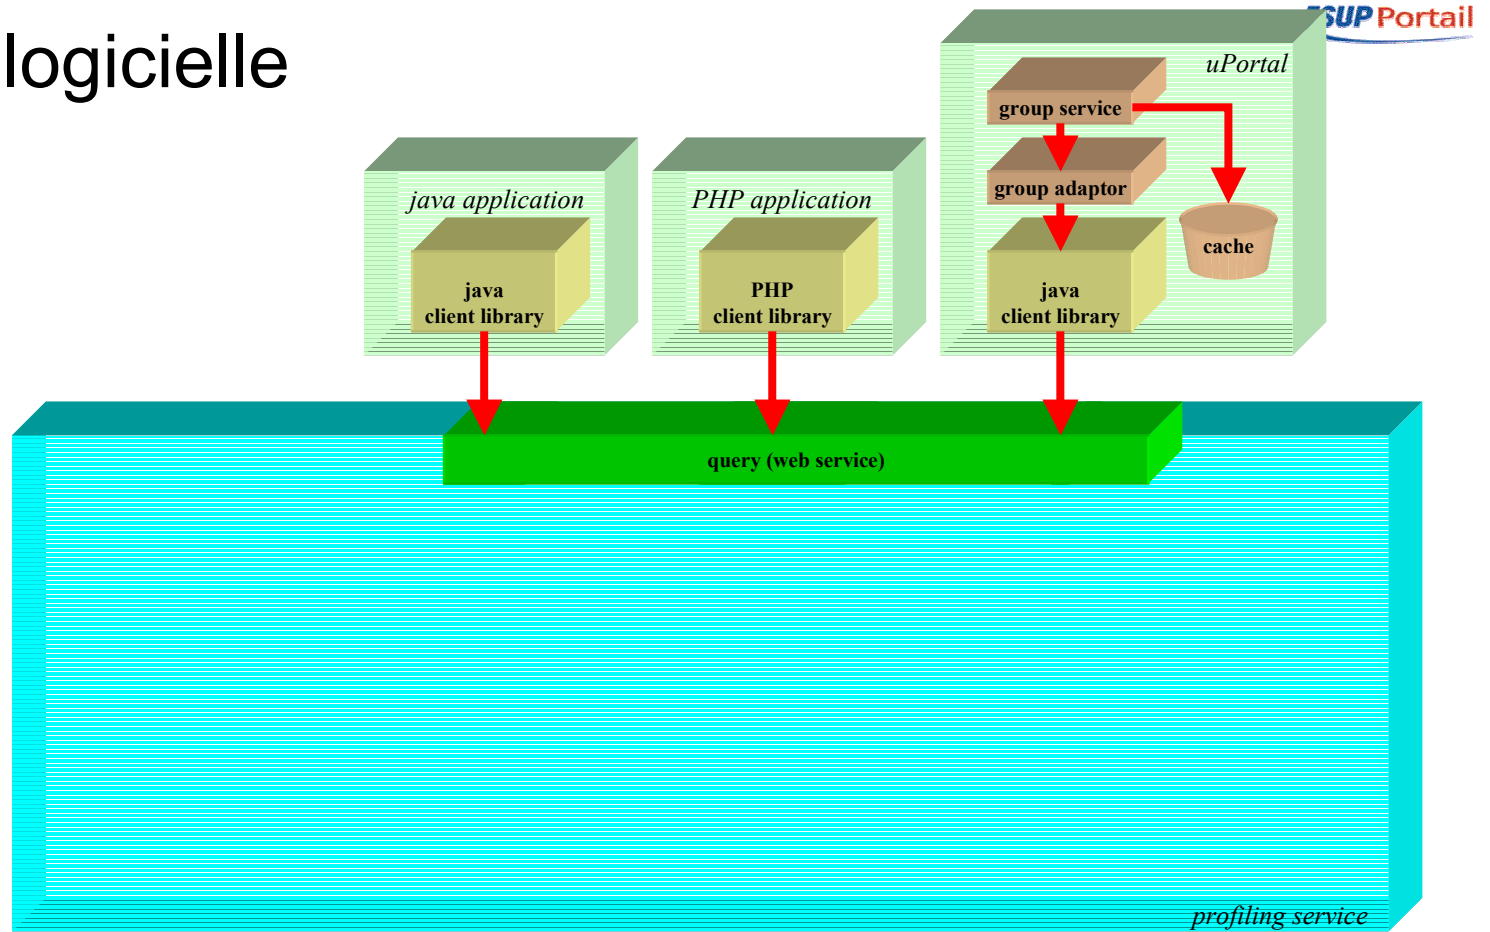 ESUP Portail
logicielle
uPortal
group service
java application
PHP application
group adaptor
cache
java
client library
PHP
client library
java
client library
query (web service)
profiling service